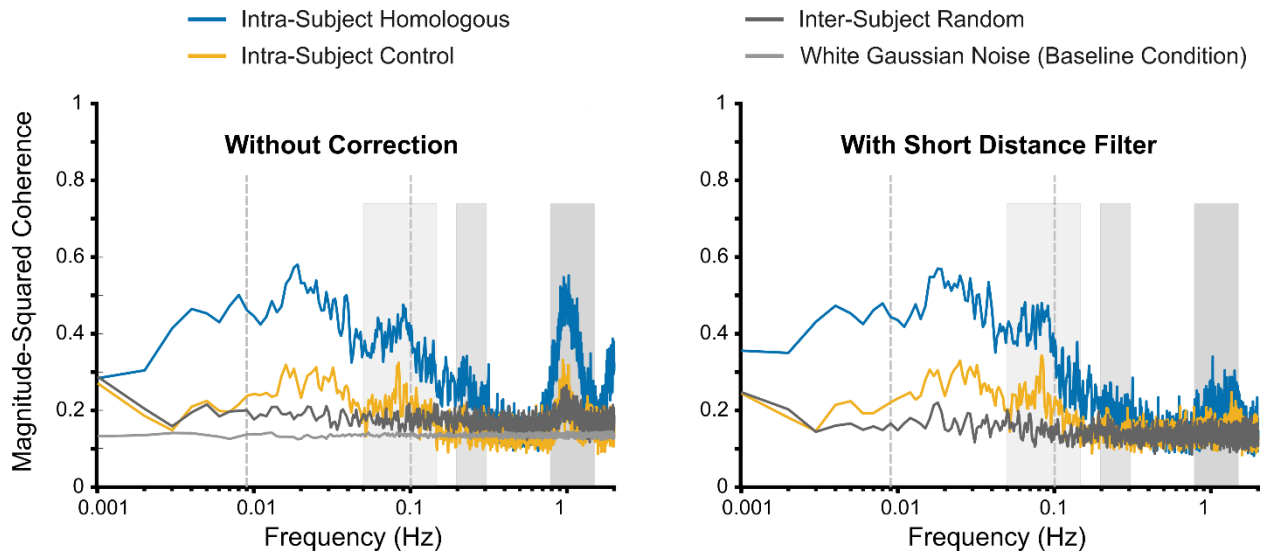 Intra-Subject Homologous
Intra-Subject Control
Inter-Subject Random
White Gaussian Noise (Baseline Condition)
Magnitude-Squared Coherence
Without Correction
1
0.8
0.6
0.4
0.2
0
0.001
0.01
0.1
1
Frequency (Hz)
With Short Distance Filter
1
0.8
0.6
0.4
0.2
0
0.001
0.01
0.1
1
Frequency (Hz)